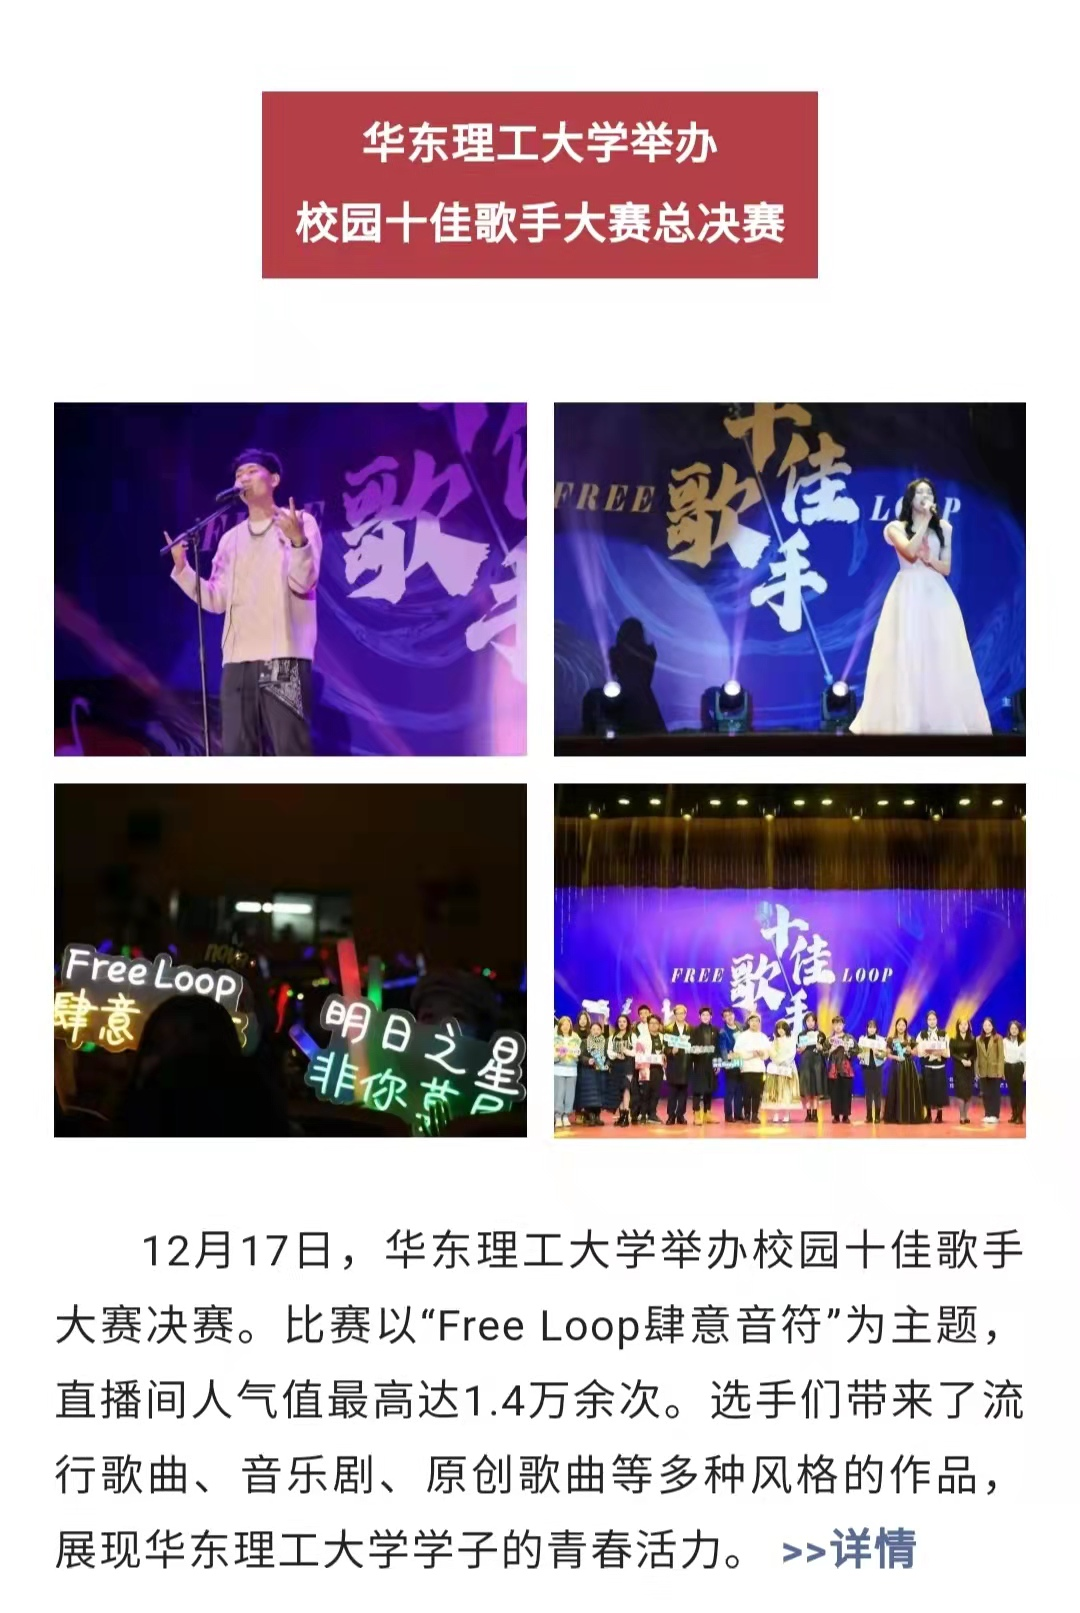 华东理工大学举办
校园十佳歌手大赛总决赛
歌
手
FREE 十佳歌手 LOOP
Free Loop
肆意
明日之星
非你莫
FREE 十佳歌手 LOOP
12月17日，华东理工大学举办校园十佳歌手
大赛决赛。比赛以“Free Loop肆意音符”为主题，
直播间人气值最高达1.4万余次。选手们带来了流
行歌曲、音乐剧、原创歌曲等多种风格的作品，
展现华东理工大学学子的青春活力。 >>详情